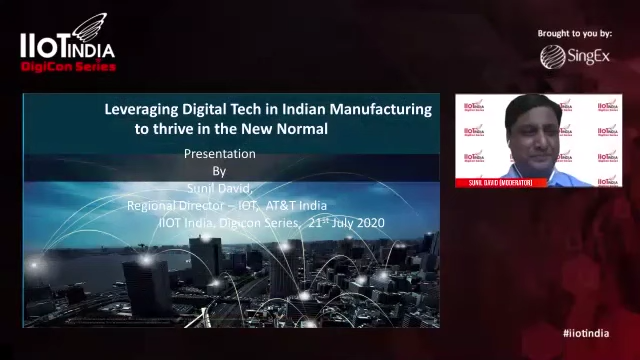 IIOT INDIA
DigiCon Series
Brought to you by:
SingEx
Leveraging Digital Tech in Indian Manufacturing
to thrive in the New Normal
Presentation
By
Sunil David,
Regional Director – IOT, AT&T India
IIOT India, Digicon Series, 21st July 2020
SUNIL DAVID (MODERATOR)
#iiotindia